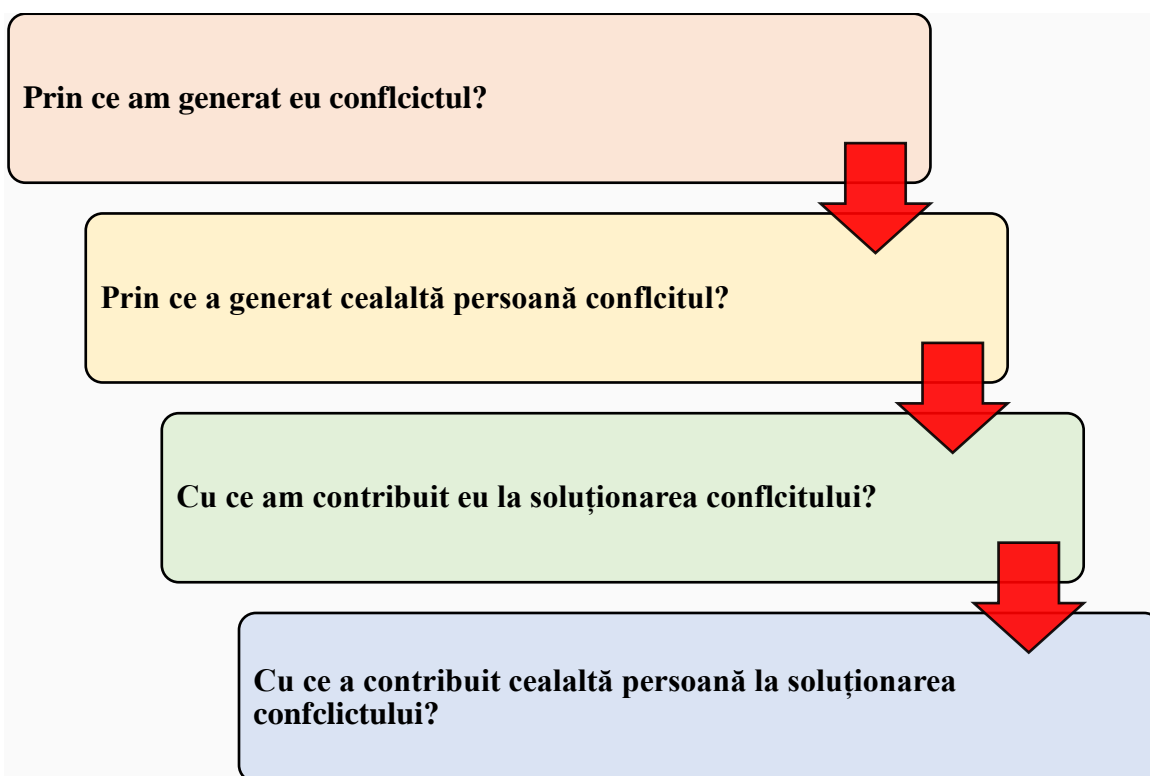 Prin ce am generat eu conflcictul?
Prin ce a generat cealaltă persoană conflcitul?
Cu ce am contribuit eu la soluționarea conflcitului?
Cu ce a contribuit cealaltă persoană la soluționarea
confclictului?